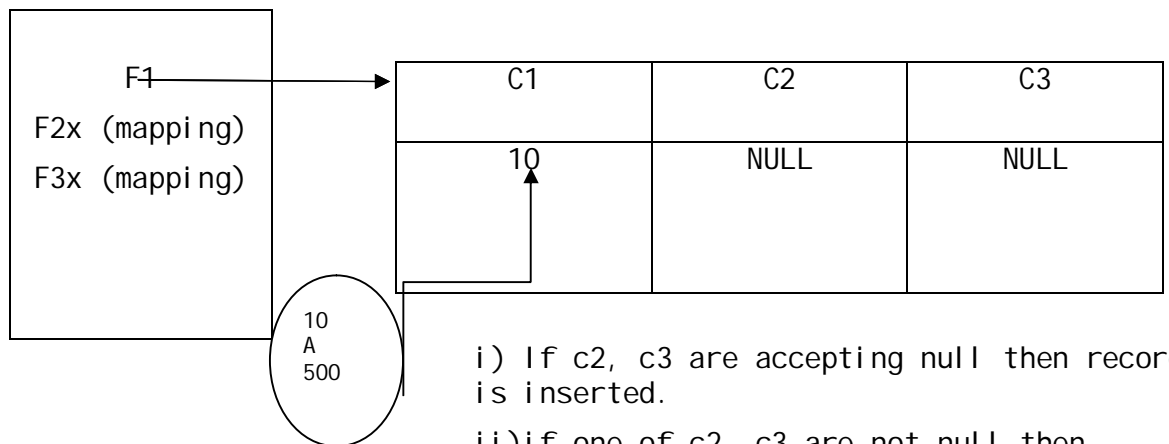 F1
F2x (mapping)
F3x (mapping)
C1 C2 C3
10 NULL NULL
10
A
500
i) If c2, c3 are accepting null then recor
is inserted.
ii)if one of c2, c3 are not null then